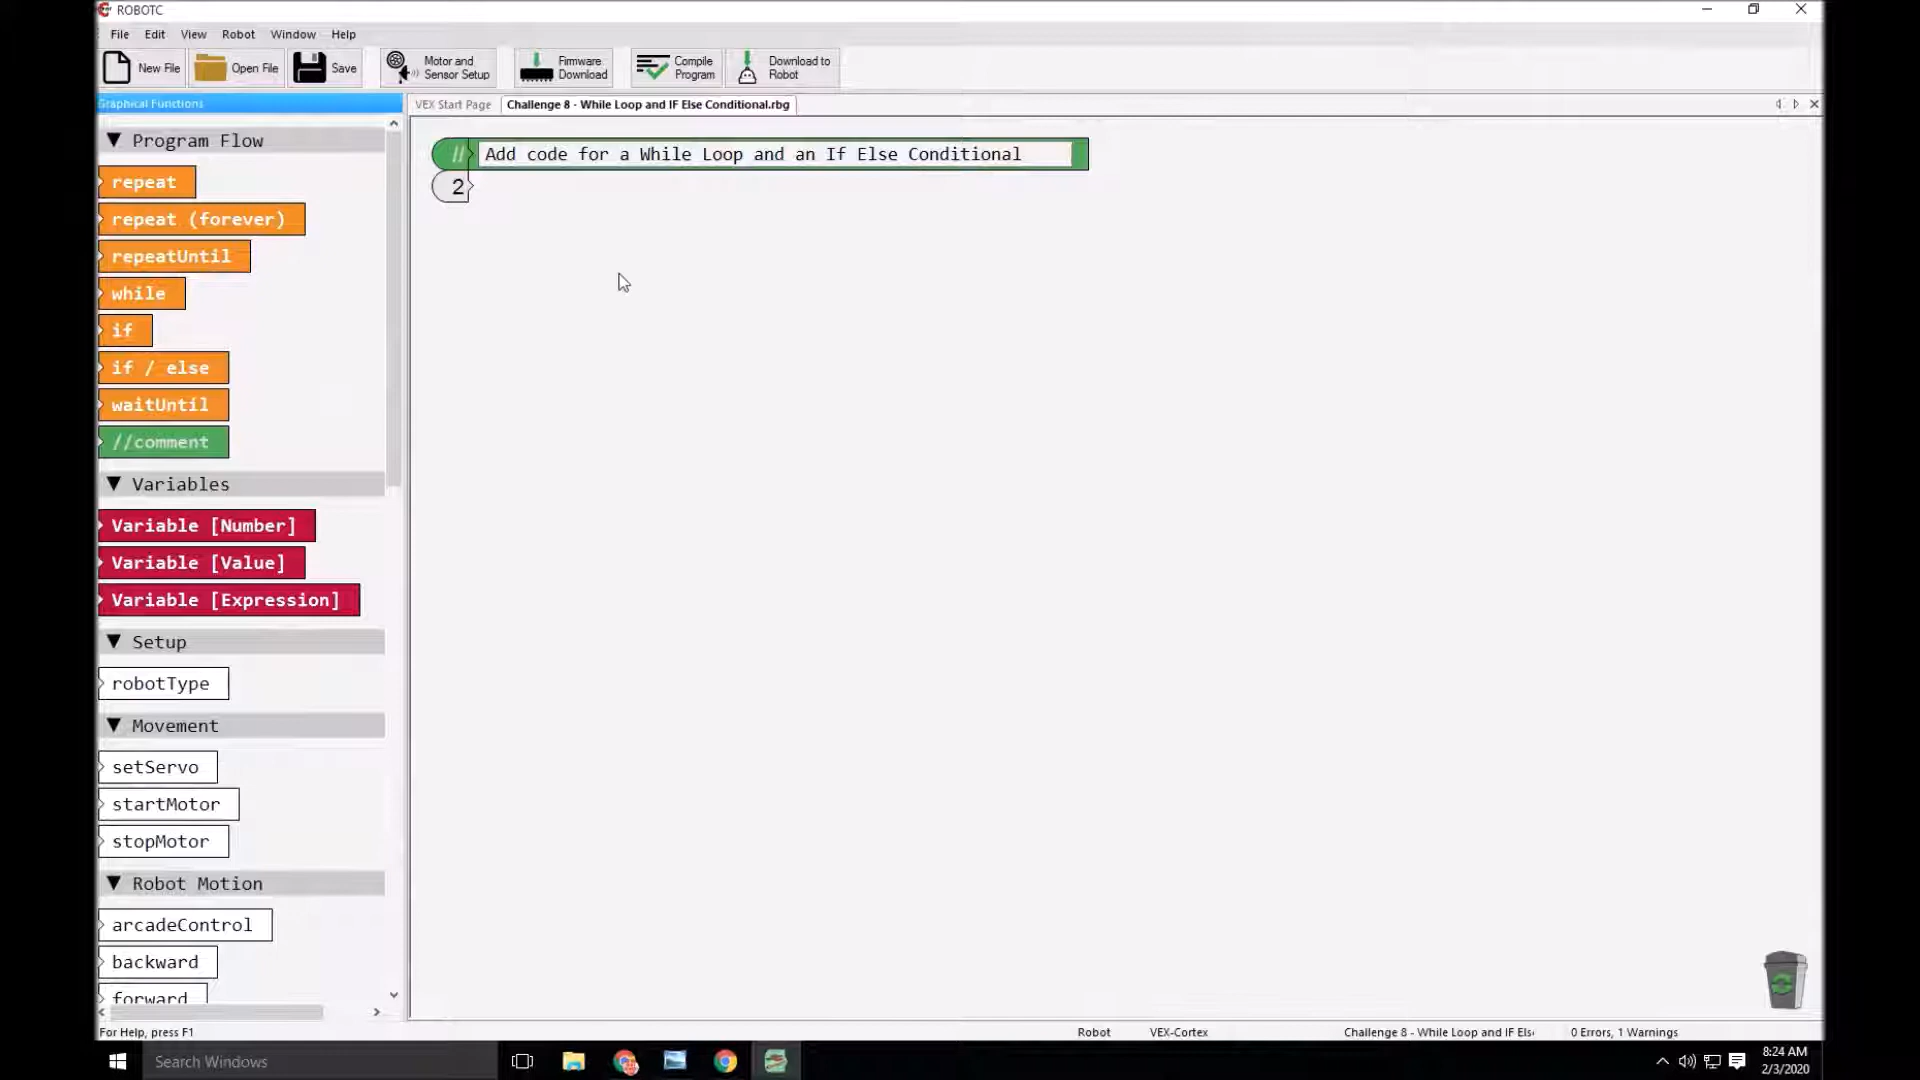 ROBOTC
File Edit View Robot Window Help
New File Open File Save Motor and Sensor Setup Firmware Download Compile Program Download to Robot
Graphical Functions
VEX Start Page Challenge 8 - While Loop and IF Else Conditional.rbg
Program Flow
// Add code for a While Loop and an If Else Conditional
repeat
2
repeat (forever)
repeatUntil
while
if
if / else
waitUntil
//comment
Variables
Variable [Number]
Variable [Value]
Variable [Expression]
Setup
robotType
Movement
setServo
startMotor
stopMotor
Robot Motion
arcadeControl
backward
forward
For Help, press F1 Robot VEX-Cortex Challenge 8 - While Loop and IF Els 0 Errors, 1 Warnings
Search Windows
8:24 AM
2/3/2020